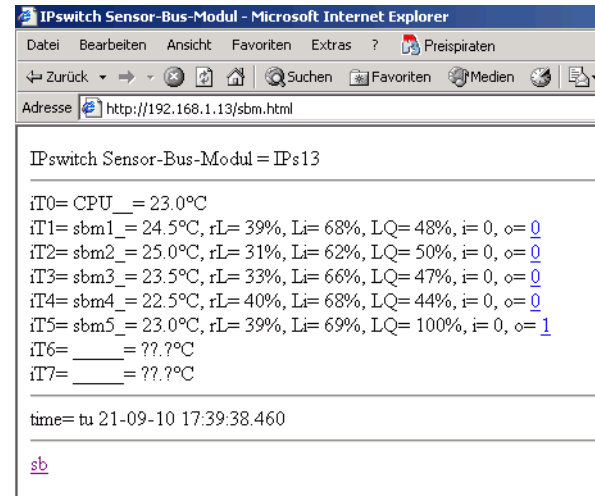 IPswitch Sensor-Bus-Modul - Microsoft Internet Explorer
Datei Bearbeiten Ansicht Favoriten Extras ? Preispiraten
Zurück Suchen Favoriten Medien
Adresse http://192.168.1.13/sbm.html
IPswitch Sensor-Bus-Modul = IPs13
iT0= CPU__= 23.0°C
iT1= sbm1_= 24.5°C, rL= 39%, Li= 68%, LQ= 48%, i= 0, o= 0
iT2= sbm2_= 25.0°C, rL= 31%, Li= 62%, LQ= 50%, i= 0, o= 0
iT3= sbm3_= 23.5°C, rL= 33%, Li= 66%, LQ= 47%, i= 0, o= 0
iT4= sbm4_= 22.5°C, rL= 40%, Li= 68%, LQ= 44%, i= 0, o= 0
iT5= sbm5_= 23.0°C, rL= 39%, Li= 69%, LQ= 100%, i= 0, o= 1
iT6= _____= ??.?°C
iT7= _____= ??.?°C
time= tu 21-09-10 17:39:38.460
sb